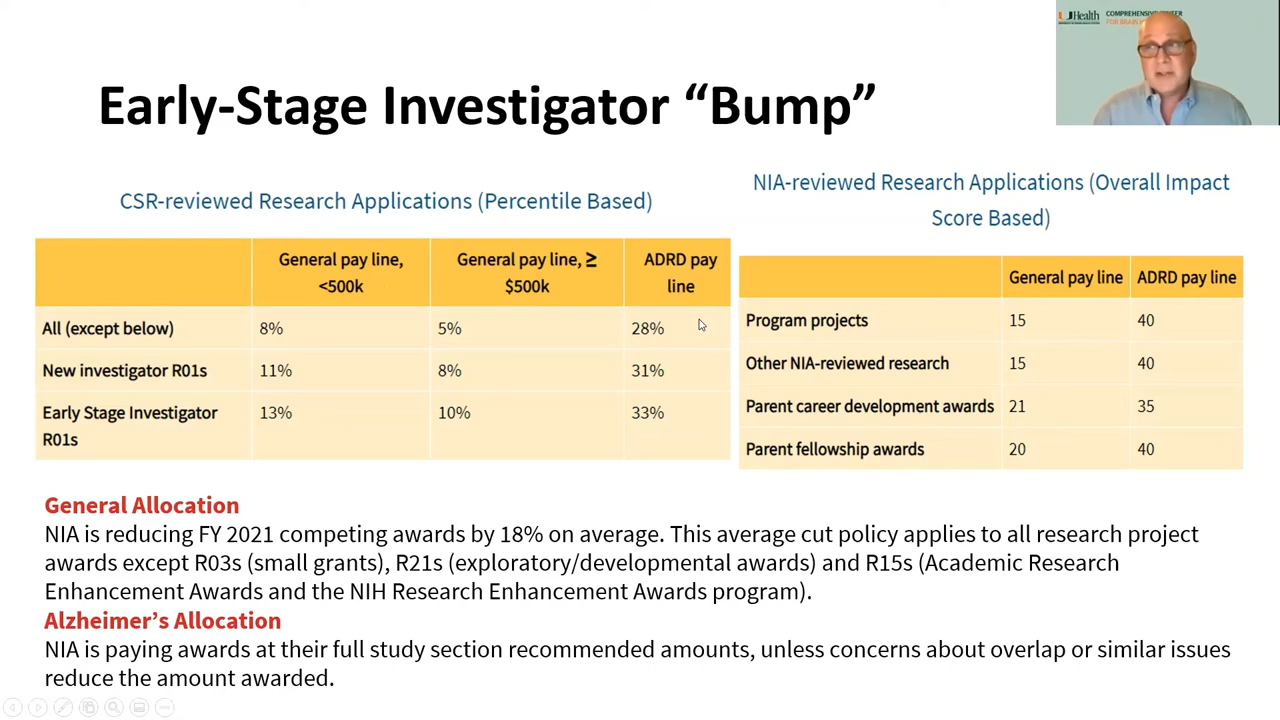 UHealth
COMPREHENSIVE CENTER
Early-Stage Investigator “Bump”
CSR-reviewed Research Applications (Percentile Based)
General pay line, <500k
General pay line, ≥ $500k
ADRD pay line
All (except below) 8% 5% 28%
New investigator R01s 11% 8% 31%
Early Stage Investigator R01s 13% 10% 33%
NIA-reviewed Research Applications (Overall Impact
Score Based)
General pay line ADRD pay line
Program projects 15 40
Other NIA-reviewed research 15 40
Parent career development awards 21 35
Parent fellowship awards 20 40
General Allocation
NIA is reducing FY 2021 competing awards by 18% on average. This average cut policy applies to all research project
awards except R03s (small grants), R21s (exploratory/developmental awards) and R15s (Academic Research
Enhancement Awards and the NIH Research Enhancement Awards program).
Alzheimer’s Allocation
NIA is paying awards at their full study section recommended amounts, unless concerns about overlap or similar issues
reduce the amount awarded.